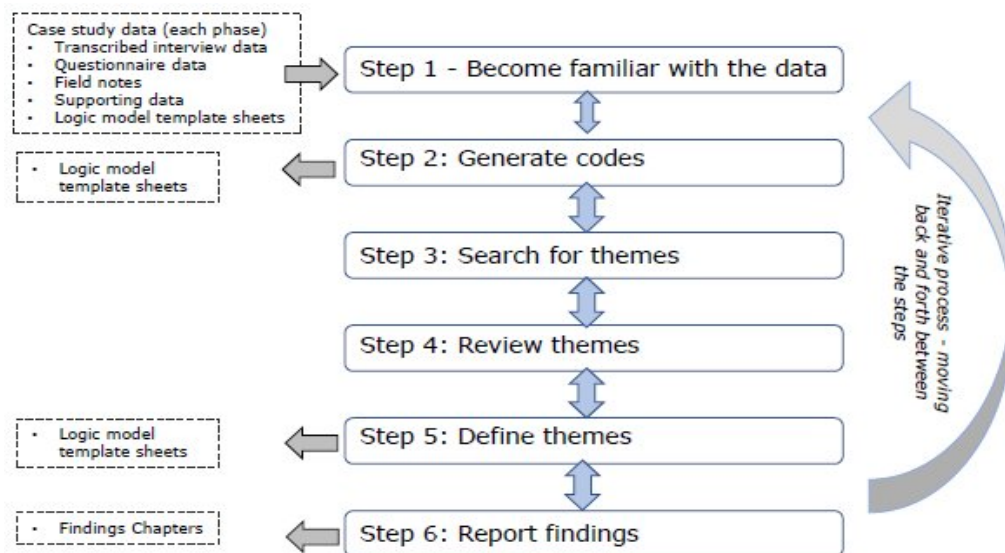 Case study data (each phase)
• Transcribed interview data
• Questionnaire data
• Field notes
• Supporting data
• Logic model template sheets
Step 1 - Become familiar with the data
Step 2: Generate codes
• Logic model
template sheets
Step 3: Search for themes
Step 4: Review themes
Step 5: Define themes
• Logic model
template sheets
Step 6: Report findings
• Findings Chapters
Iterative process - moving
back and forth between
the steps